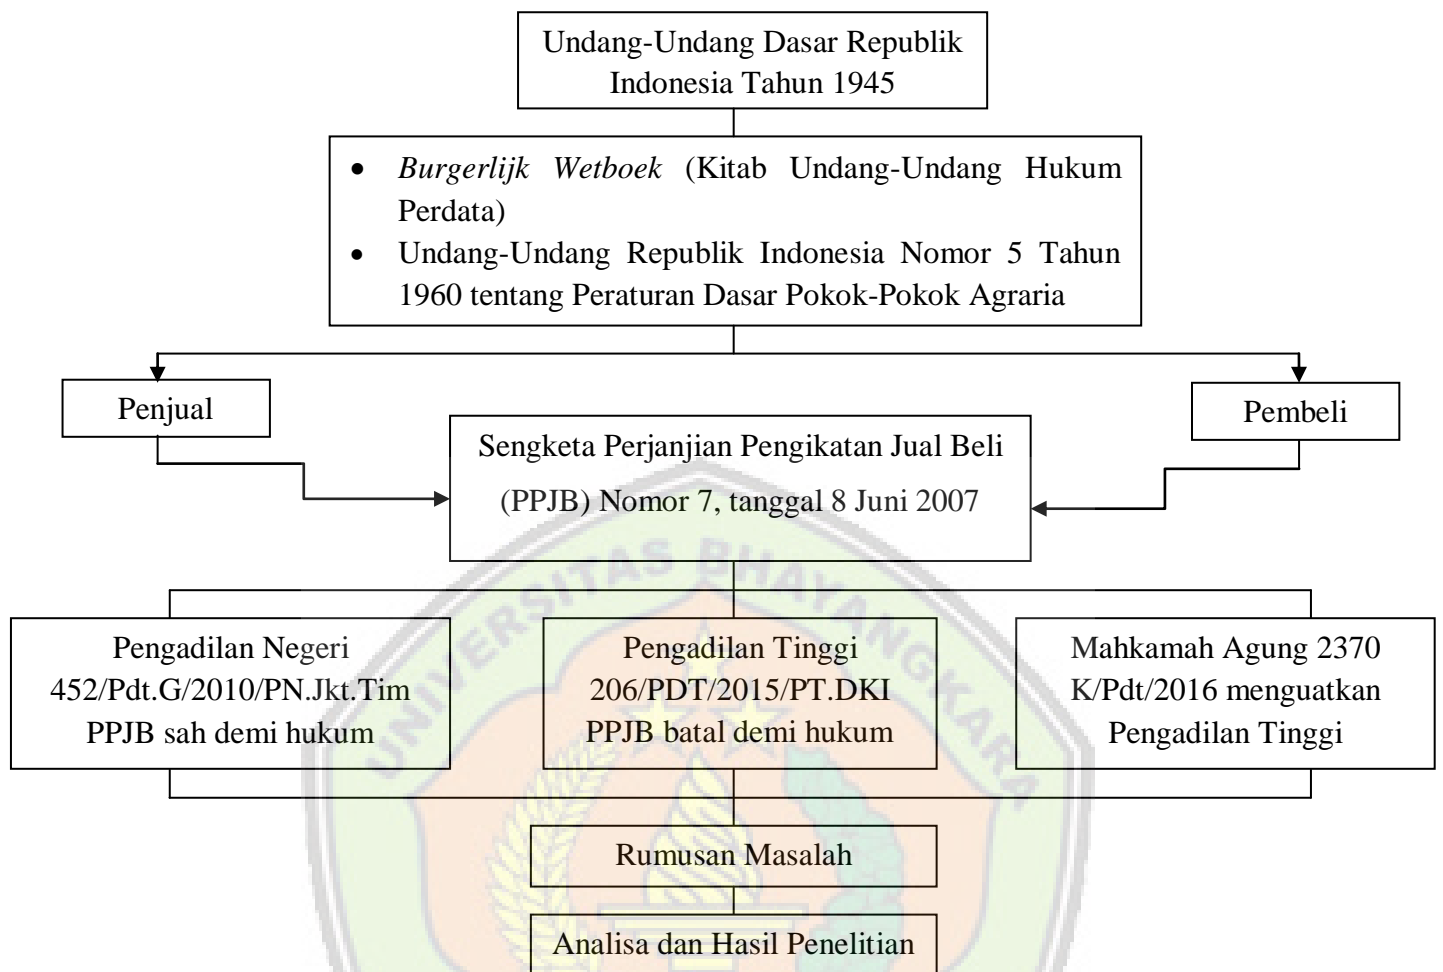 Undang-Undang Dasar Republik
Indonesia Tahun 1945
• Burgerlijk Wetboek (Kitab Undang-Undang Hukum
Perdata)
• Undang-Undang Republik Indonesia Nomor 5 Tahun
1960 tentang Peraturan Dasar Pokok-Pokok Agraria
Penjual
Pembeli
Sengketa Perjanjian Pengikatan Jual Beli
(PPJB) Nomor 7, tanggal 8 Juni 2007
Pengadilan Negeri
452/Pdt.G/2010/PN.Jkt.Tim
PPJB sah demi hukum
Pengadilan Tinggi
206/PDT/2015/PT.DKI
PPJB batal demi hukum
Mahkamah Agung 2370
K/Pdt/2016 menguatkan
Pengadilan Tinggi
Rumusan Masalah
Analisa dan Hasil Penelitian
UNIVERSITAS BHAYANGKARA